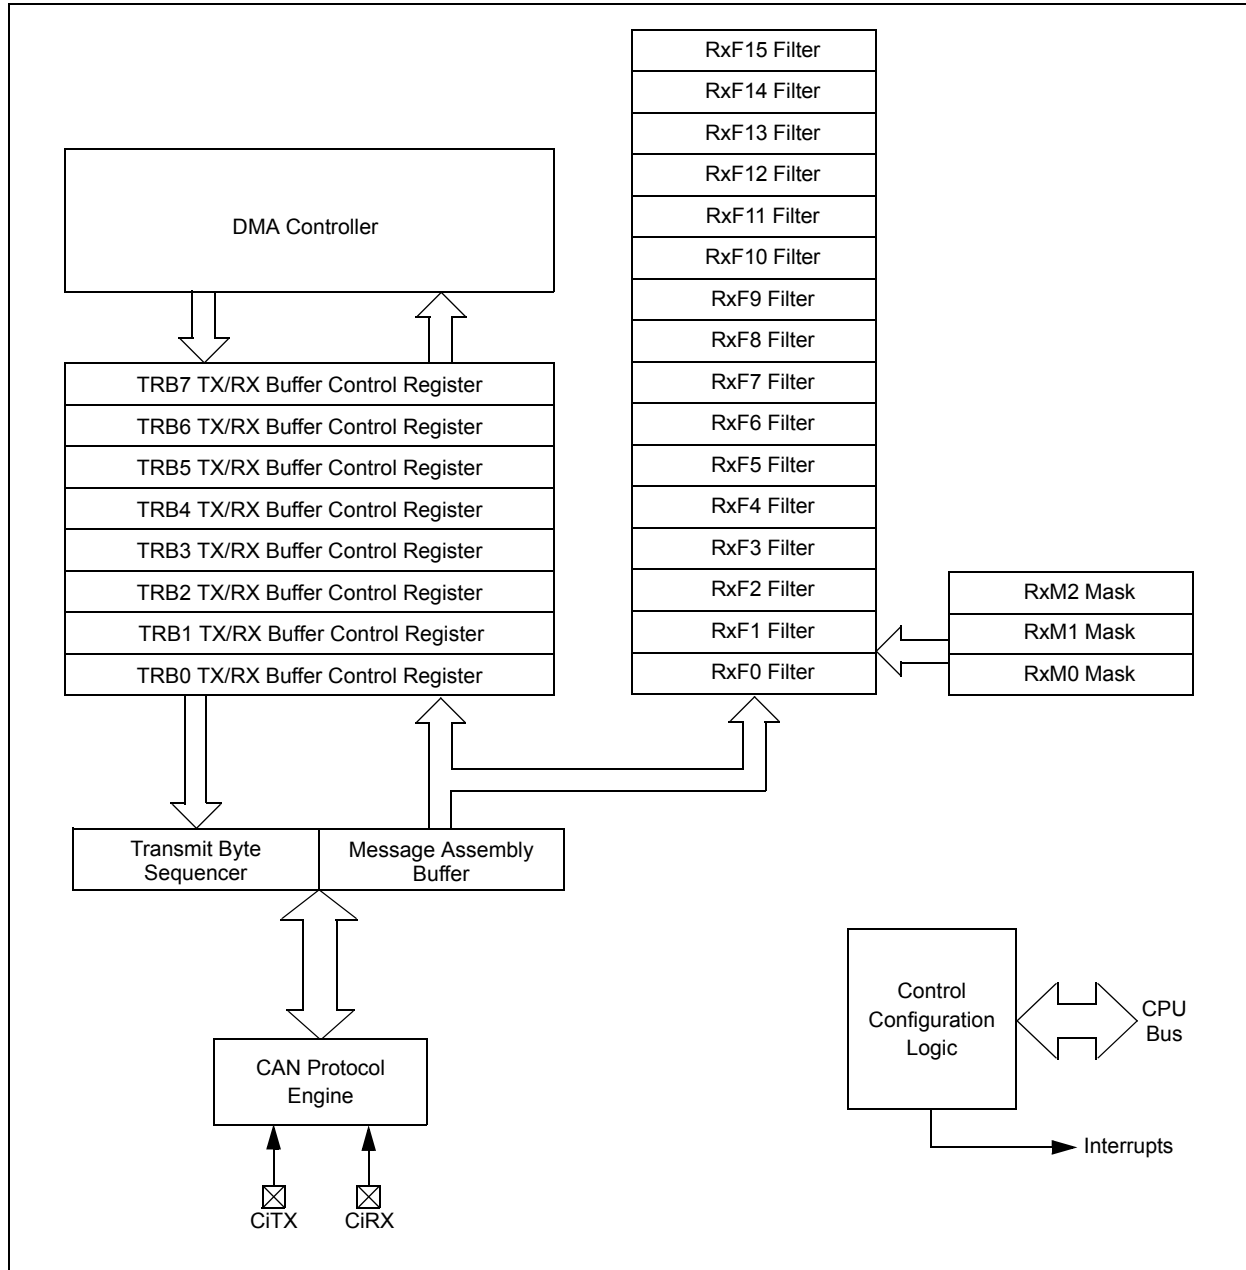 RxF15 Filter
RxF14 Filter
RxF13 Filter
RxF12 Filter
RxF11 Filter
RxF10 Filter
RxF9 Filter
RxF8 Filter
RxF7 Filter
RxF6 Filter
RxF5 Filter
RxF4 Filter
RxF3 Filter
RxF2 Filter
RxF1 Filter
RxF0 Filter
DMA Controller
TRB7 TX/RX Buffer Control Register
TRB6 TX/RX Buffer Control Register
TRB5 TX/RX Buffer Control Register
TRB4 TX/RX Buffer Control Register
TRB3 TX/RX Buffer Control Register
TRB2 TX/RX Buffer Control Register
TRB1 TX/RX Buffer Control Register
TRB0 TX/RX Buffer Control Register
RxM2 Mask
RxM1 Mask
RxM0 Mask
Transmit Byte
Sequencer
Message Assembly
Buffer
CAN Protocol
Engine
CiTX
CiRX
Control
Configuration
Logic
CPU
Bus
Interrupts